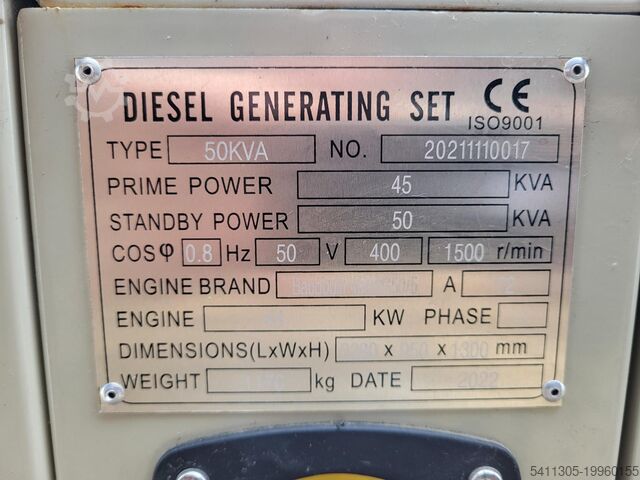 DIESEL GENERATING SET CE
ISO9001
TYPE 50KVA NO. 20211110017
PRIME POWER 45 KVA
STANDBY POWER 50 KVA
COSφ 0.8 Hz 50 V 400 1500 r/min
ENGINE BRAND A
ENGINE KW PHASE
DIMENSIONS(LxWxH) x x 1300 mm
WEIGHT kg DATE 2022
5411305-19960155